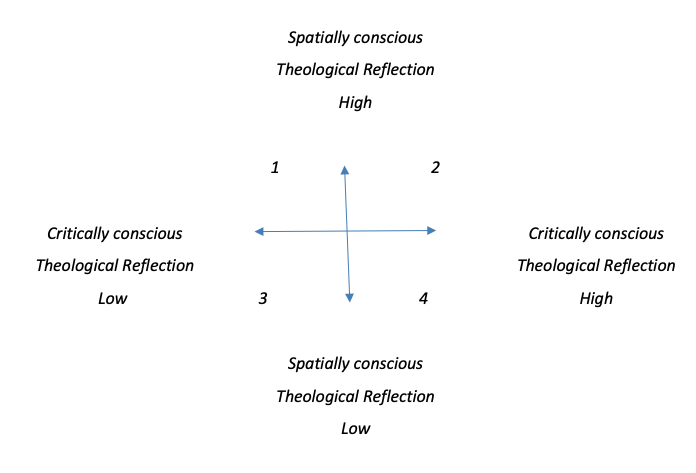 Spatially conscious
Theological Reflection
High
1
2
Critically conscious
Theological Reflection
Low
Critically conscious
Theological Reflection
High
3
4
Spatially conscious
Theological Reflection
Low